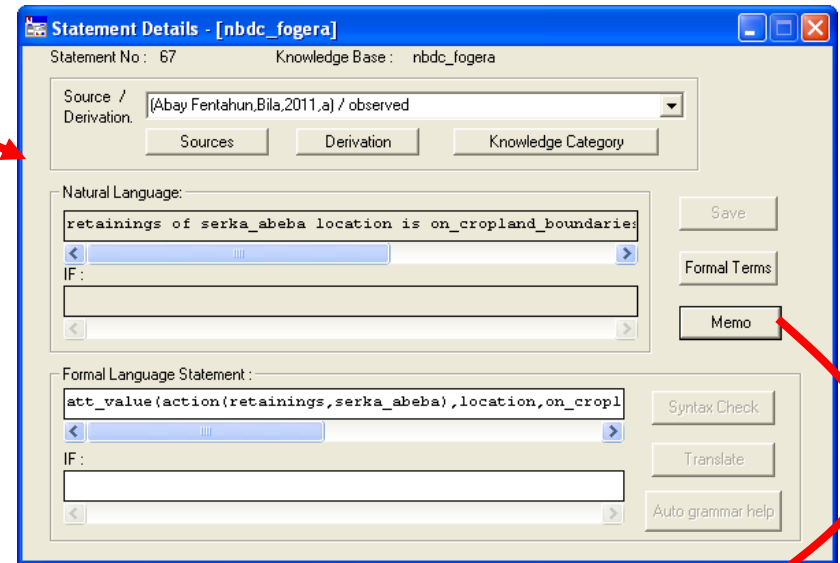 Statement Details - [nbdc_fogera]
Statement No : 67 Knowledge Base : nbdc_fogera
Source / Derivation.
(Abay Fentahun,Bila,2011,a) / observed
Sources Derivation Knowledge Category
Natural Language:
retainings of serka_abeba location is on_cropland_boundaries
Save
IF :
Formal Terms
Memo
Formal Language Statement :
att_value(action(retainings,serka_abeba),location,on_cropl
Syntax Check
IF :
Translate
Auto grammar help